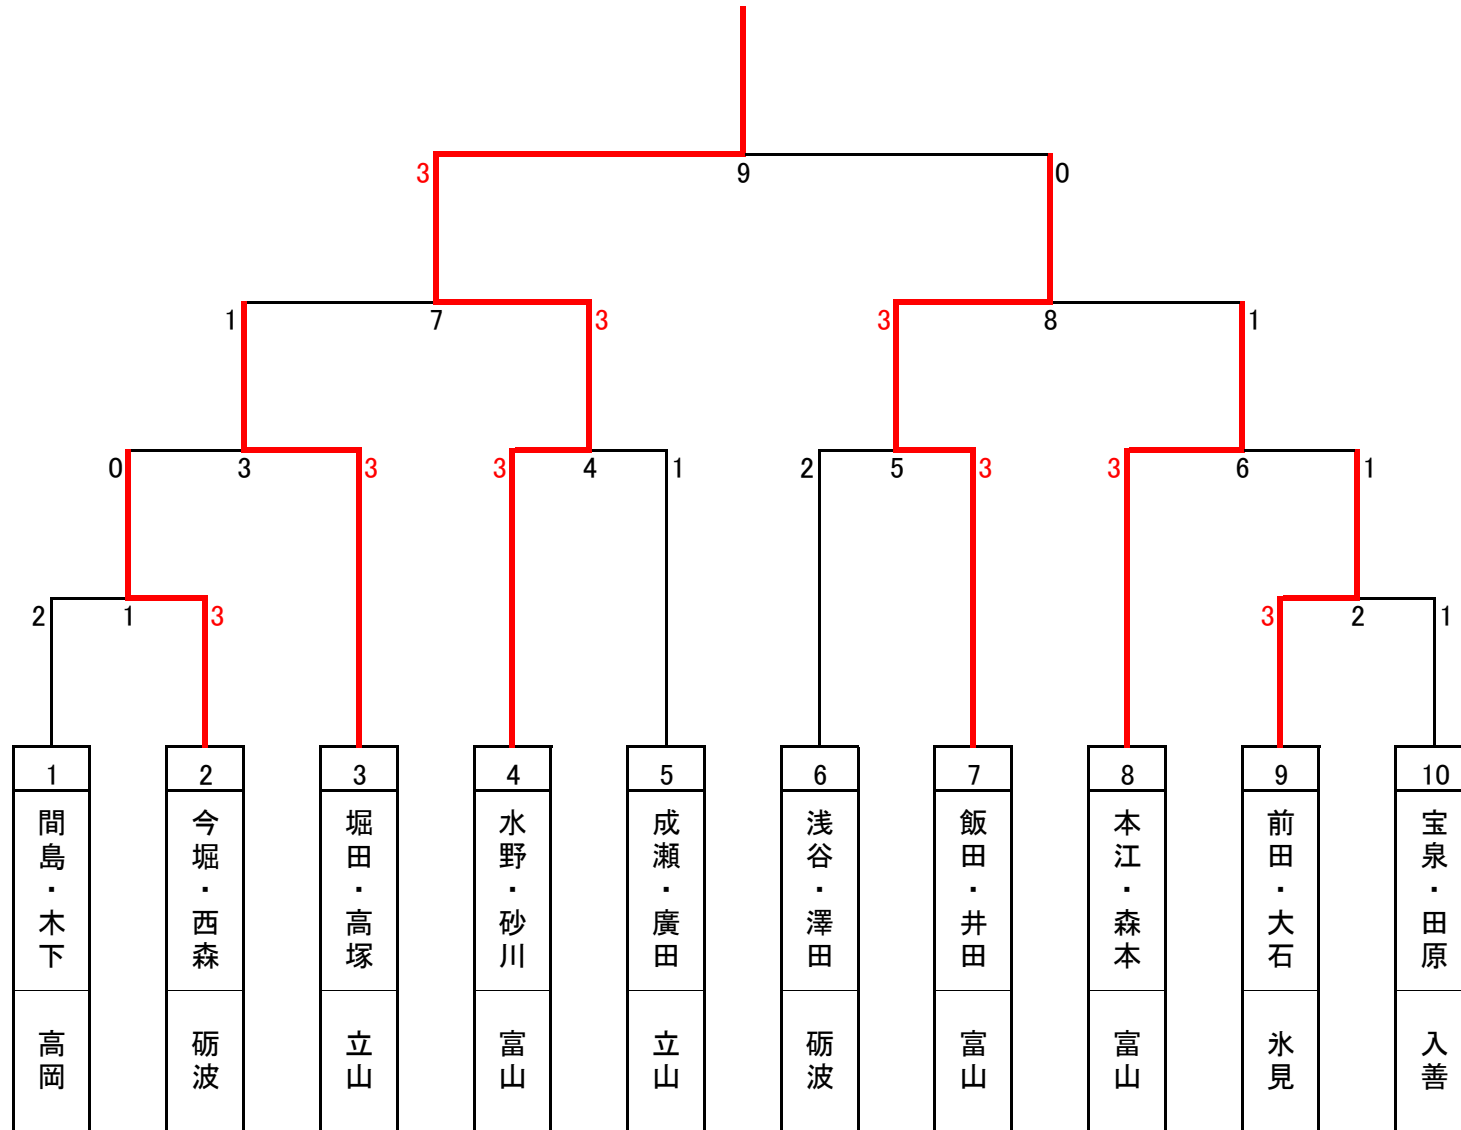 3 9 0
1 7 3 3 8 1
0 3 3 3 4 1 2 5 3 3 6 1
2 1 3 3 2 1
1 2 3 4 5 6 7 8 9 10
間島・木下
今堀・西森
堀田・高塚
水野・砂川
成瀬・廣田
浅谷・澤田
飯田・井田
本江・森本
前田・大石
宝泉・田原
高岡
砺波
立山
富山
立山
砺波
富山
富山
氷見
入善